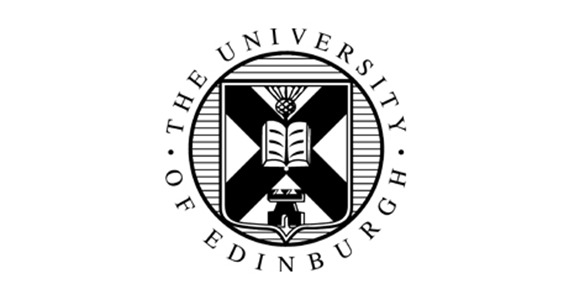 · THE UNIVERSITY ·
OF EDINBURGH